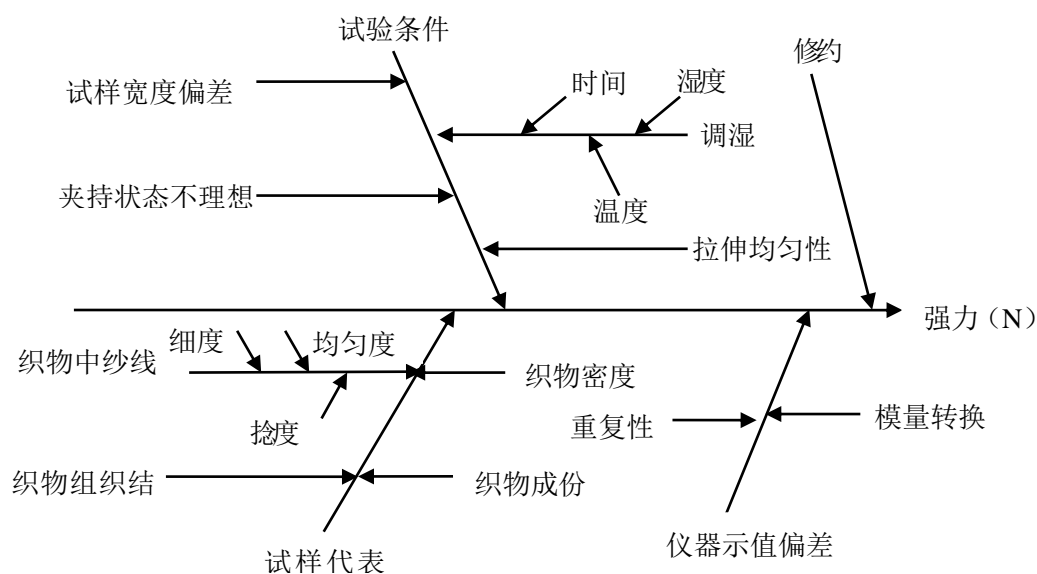 试验条件
修约
试样宽度偏差
时间
湿度
调湿
夹持状态不理想
温度
拉伸均匀性
强力（N）
细度
均匀度
织物中纱线
织物密度
捻度
重复性
模量转换
织物组织结
织物成份
试样代表
仪器示值偏差